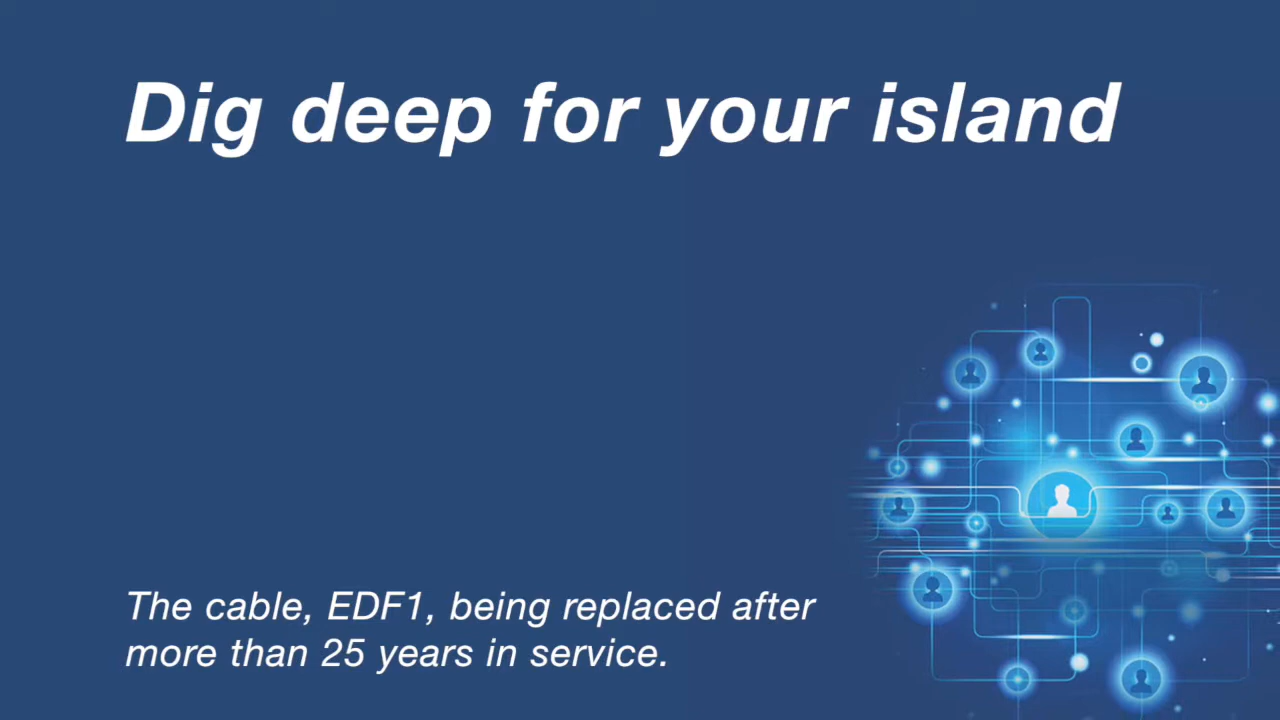 Dig deep for your island
The cable, EDF1, being replaced after
more than 25 years in service.